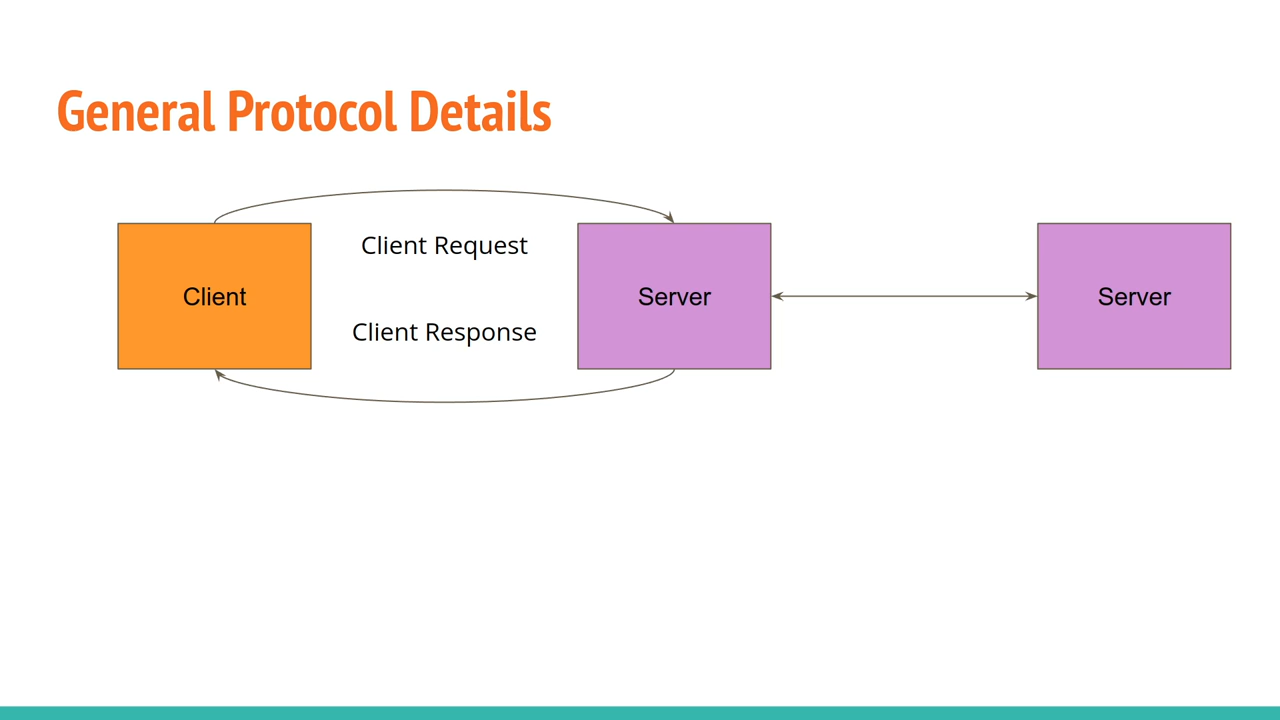 General Protocol Details
Client Request
Client
Server
Server
Client Response